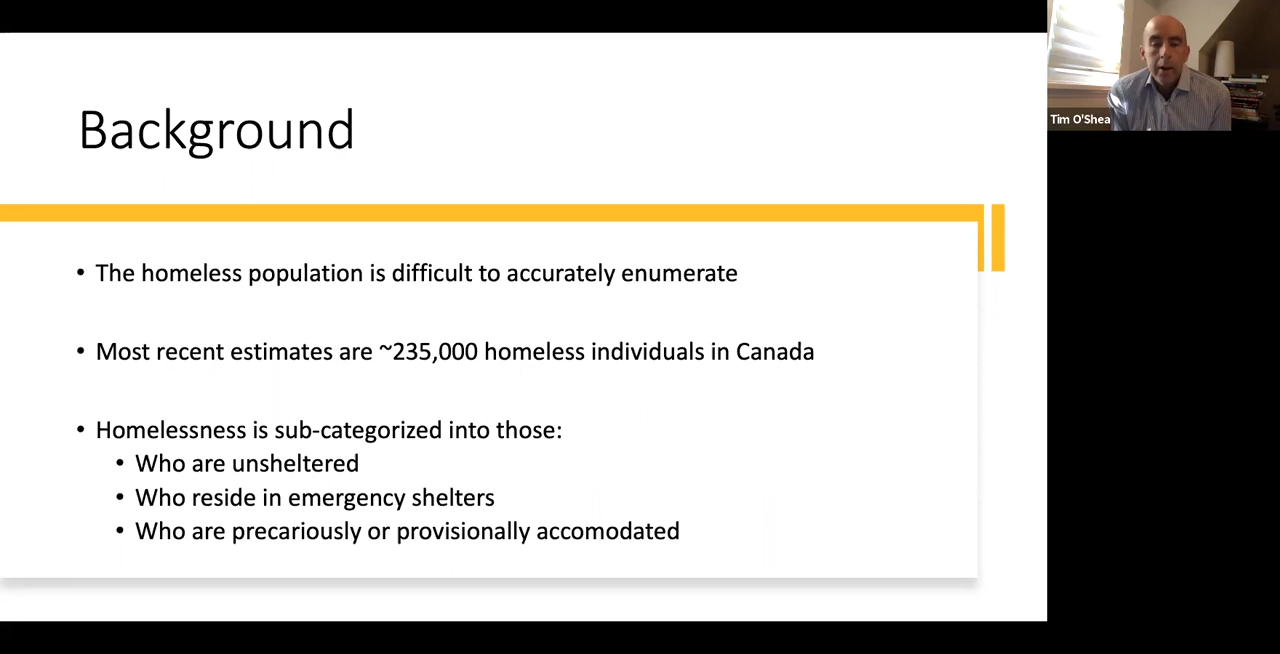 Background
• The homeless population is difficult to accurately enumerate
• Most recent estimates are ~235,000 homeless individuals in Canada
• Homelessness is sub-categorized into those:
• Who are unsheltered
• Who reside in emergency shelters
• Who are precariously or provisionally accomodated
Tim O'Shea